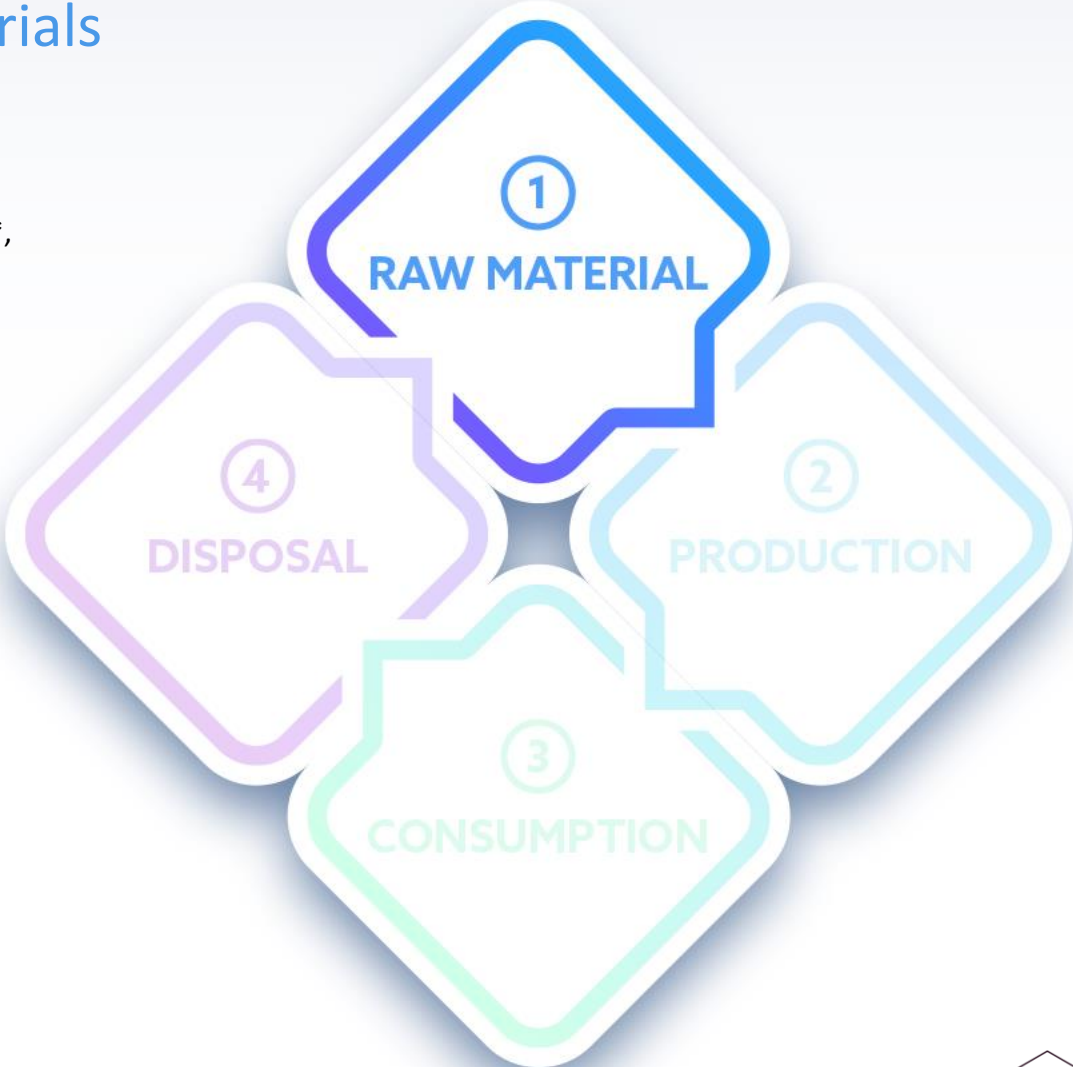 rials
,
1
RAW MATERIAL
4
DISPOSAL
2
PRODUCTION
3
CONSUMPTION